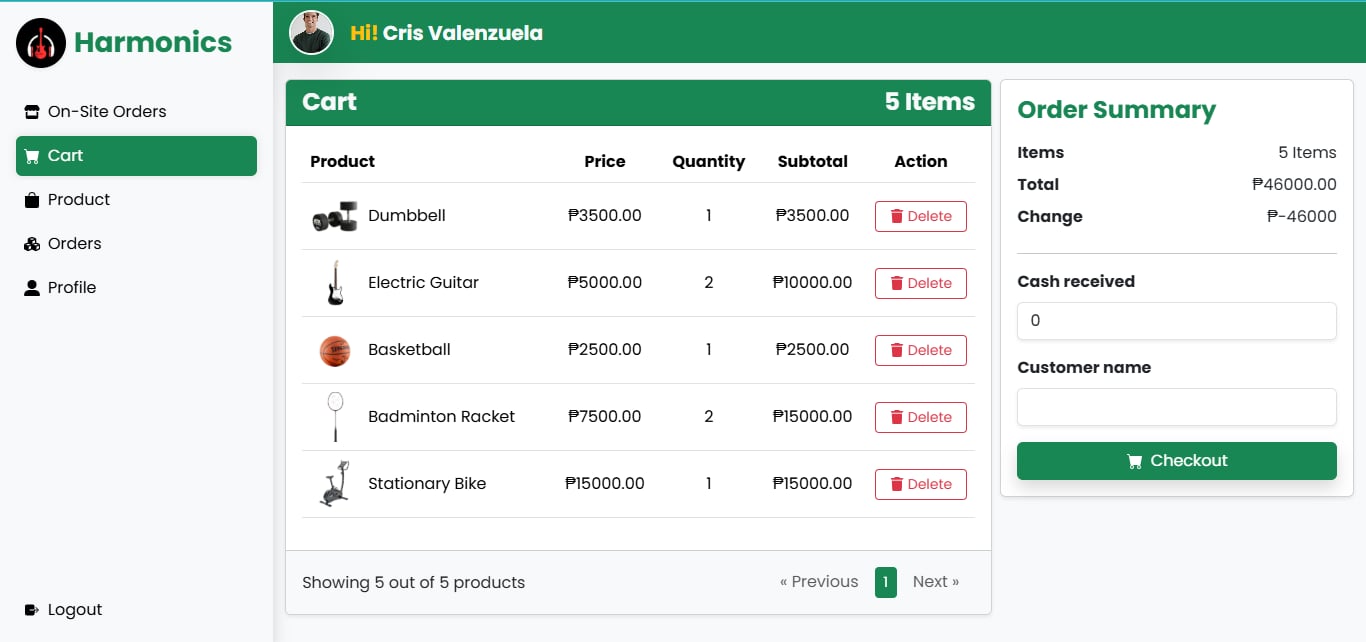 Harmonics
On-Site Orders
Cart
Product
Orders
Profile
Logout
Hi! Cris Valenzuela
Cart 5 Items
Product Price Quantity Subtotal Action
Dumbbell ₱3500.00 1 ₱3500.00 Delete
Electric Guitar ₱5000.00 2 ₱10000.00 Delete
Basketball ₱2500.00 1 ₱2500.00 Delete
Badminton Racket ₱7500.00 2 ₱15000.00 Delete
Stationary Bike ₱15000.00 1 ₱15000.00 Delete
Showing 5 out of 5 products « Previous 1 Next »
Order Summary
Items 5 Items
Total ₱46000.00
Change ₱-46000
Cash received
0
Customer name
Checkout